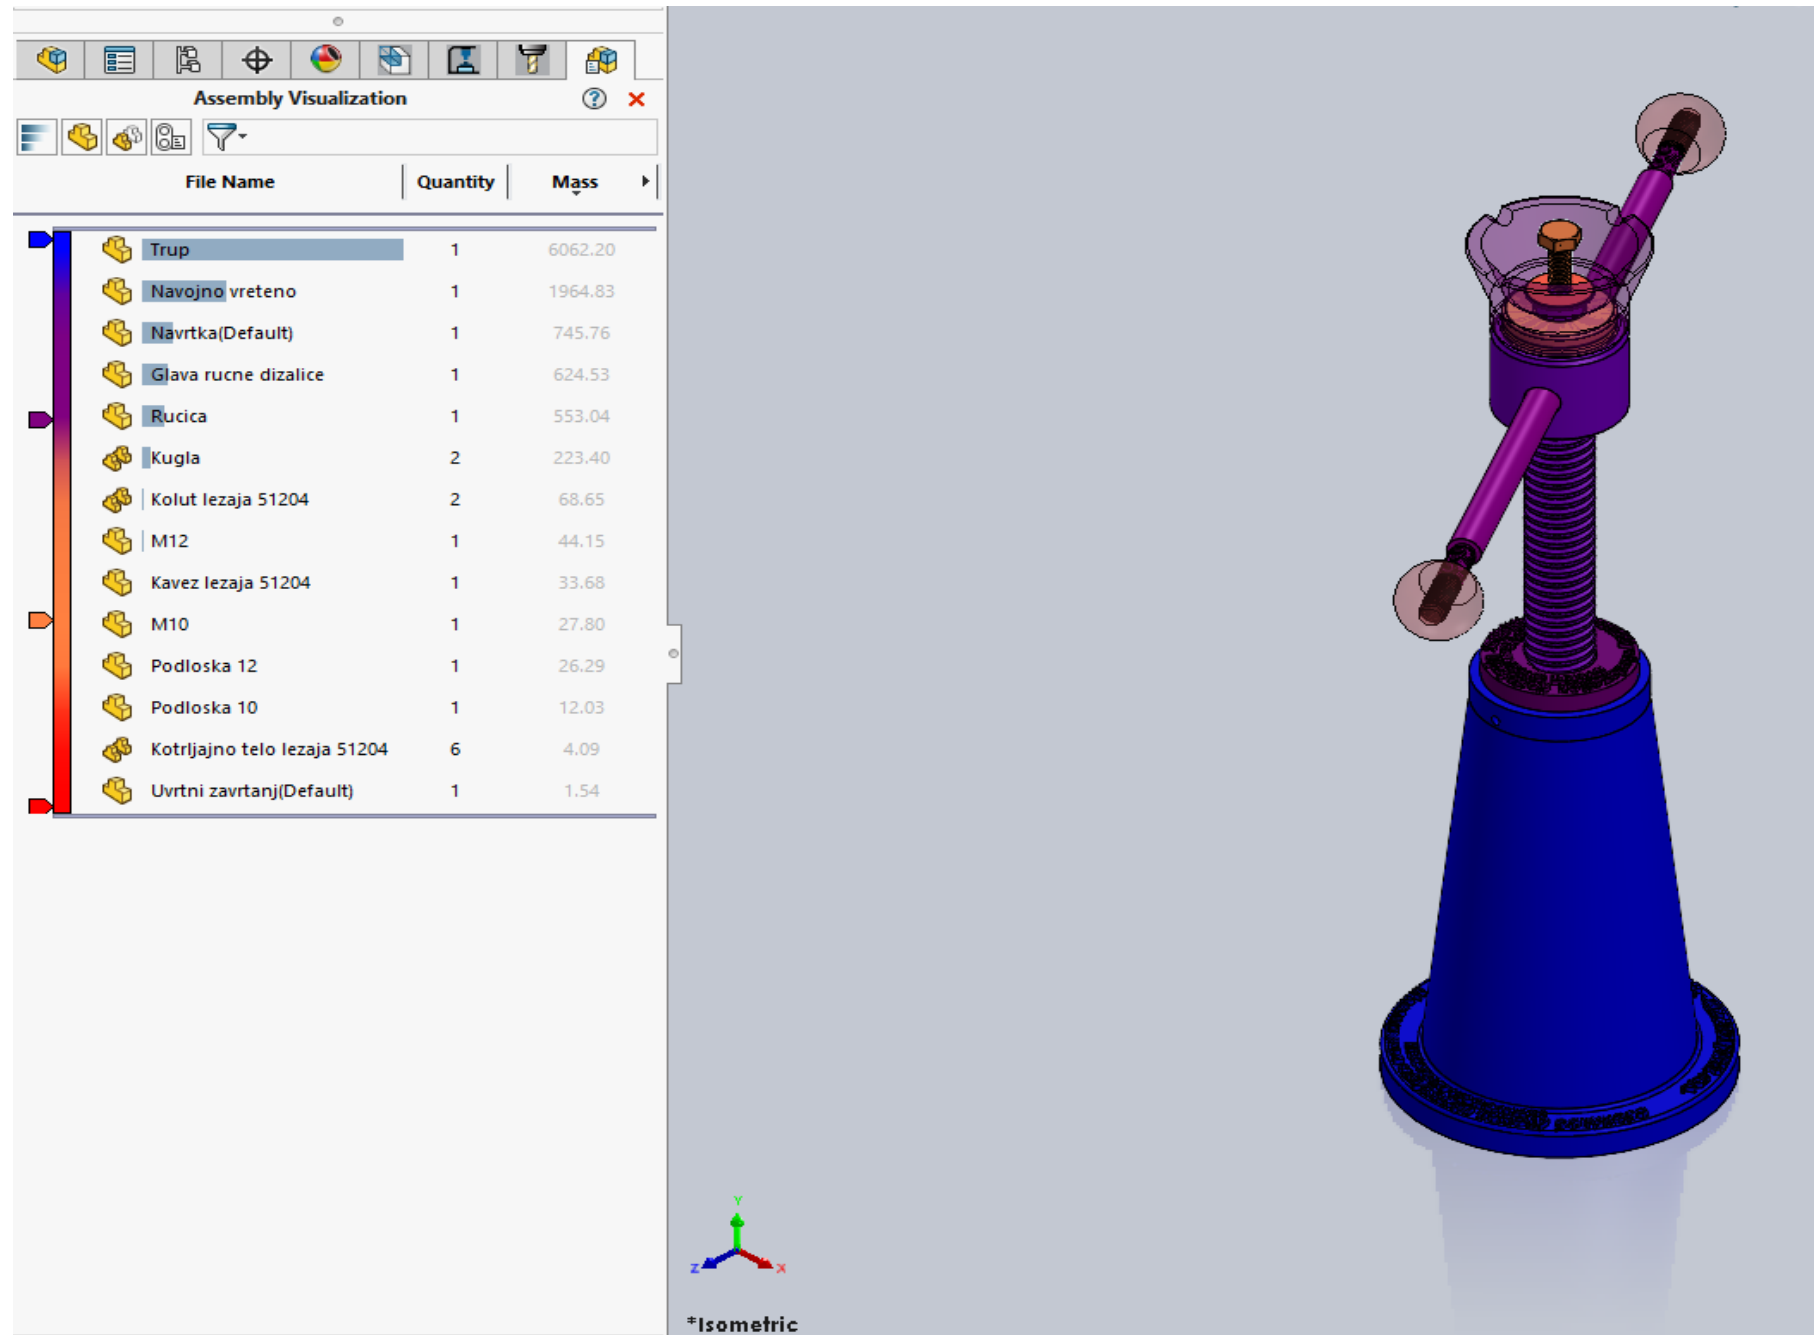 Assembly Visualization
File Name Quantity Mass
Trup 1 6062.20
Navojno vreteno 1 1964.83
Navrtka(Default) 1 745.76
Glava rucne dizalice 1 624.53
Rucica 1 553.04
Kugla 2 223.40
Kolut lezaja 51204 2 68.65
M12 1 44.15
Kavez lezaja 51204 1 33.68
M10 1 27.80
Podloska 12 1 26.29
Podloska 10 1 12.03
Kotrljajno telo lezaja 51204 6 4.09
Uvrtni zavrtanj(Default) 1 1.54
Y
Z X
*Isometric